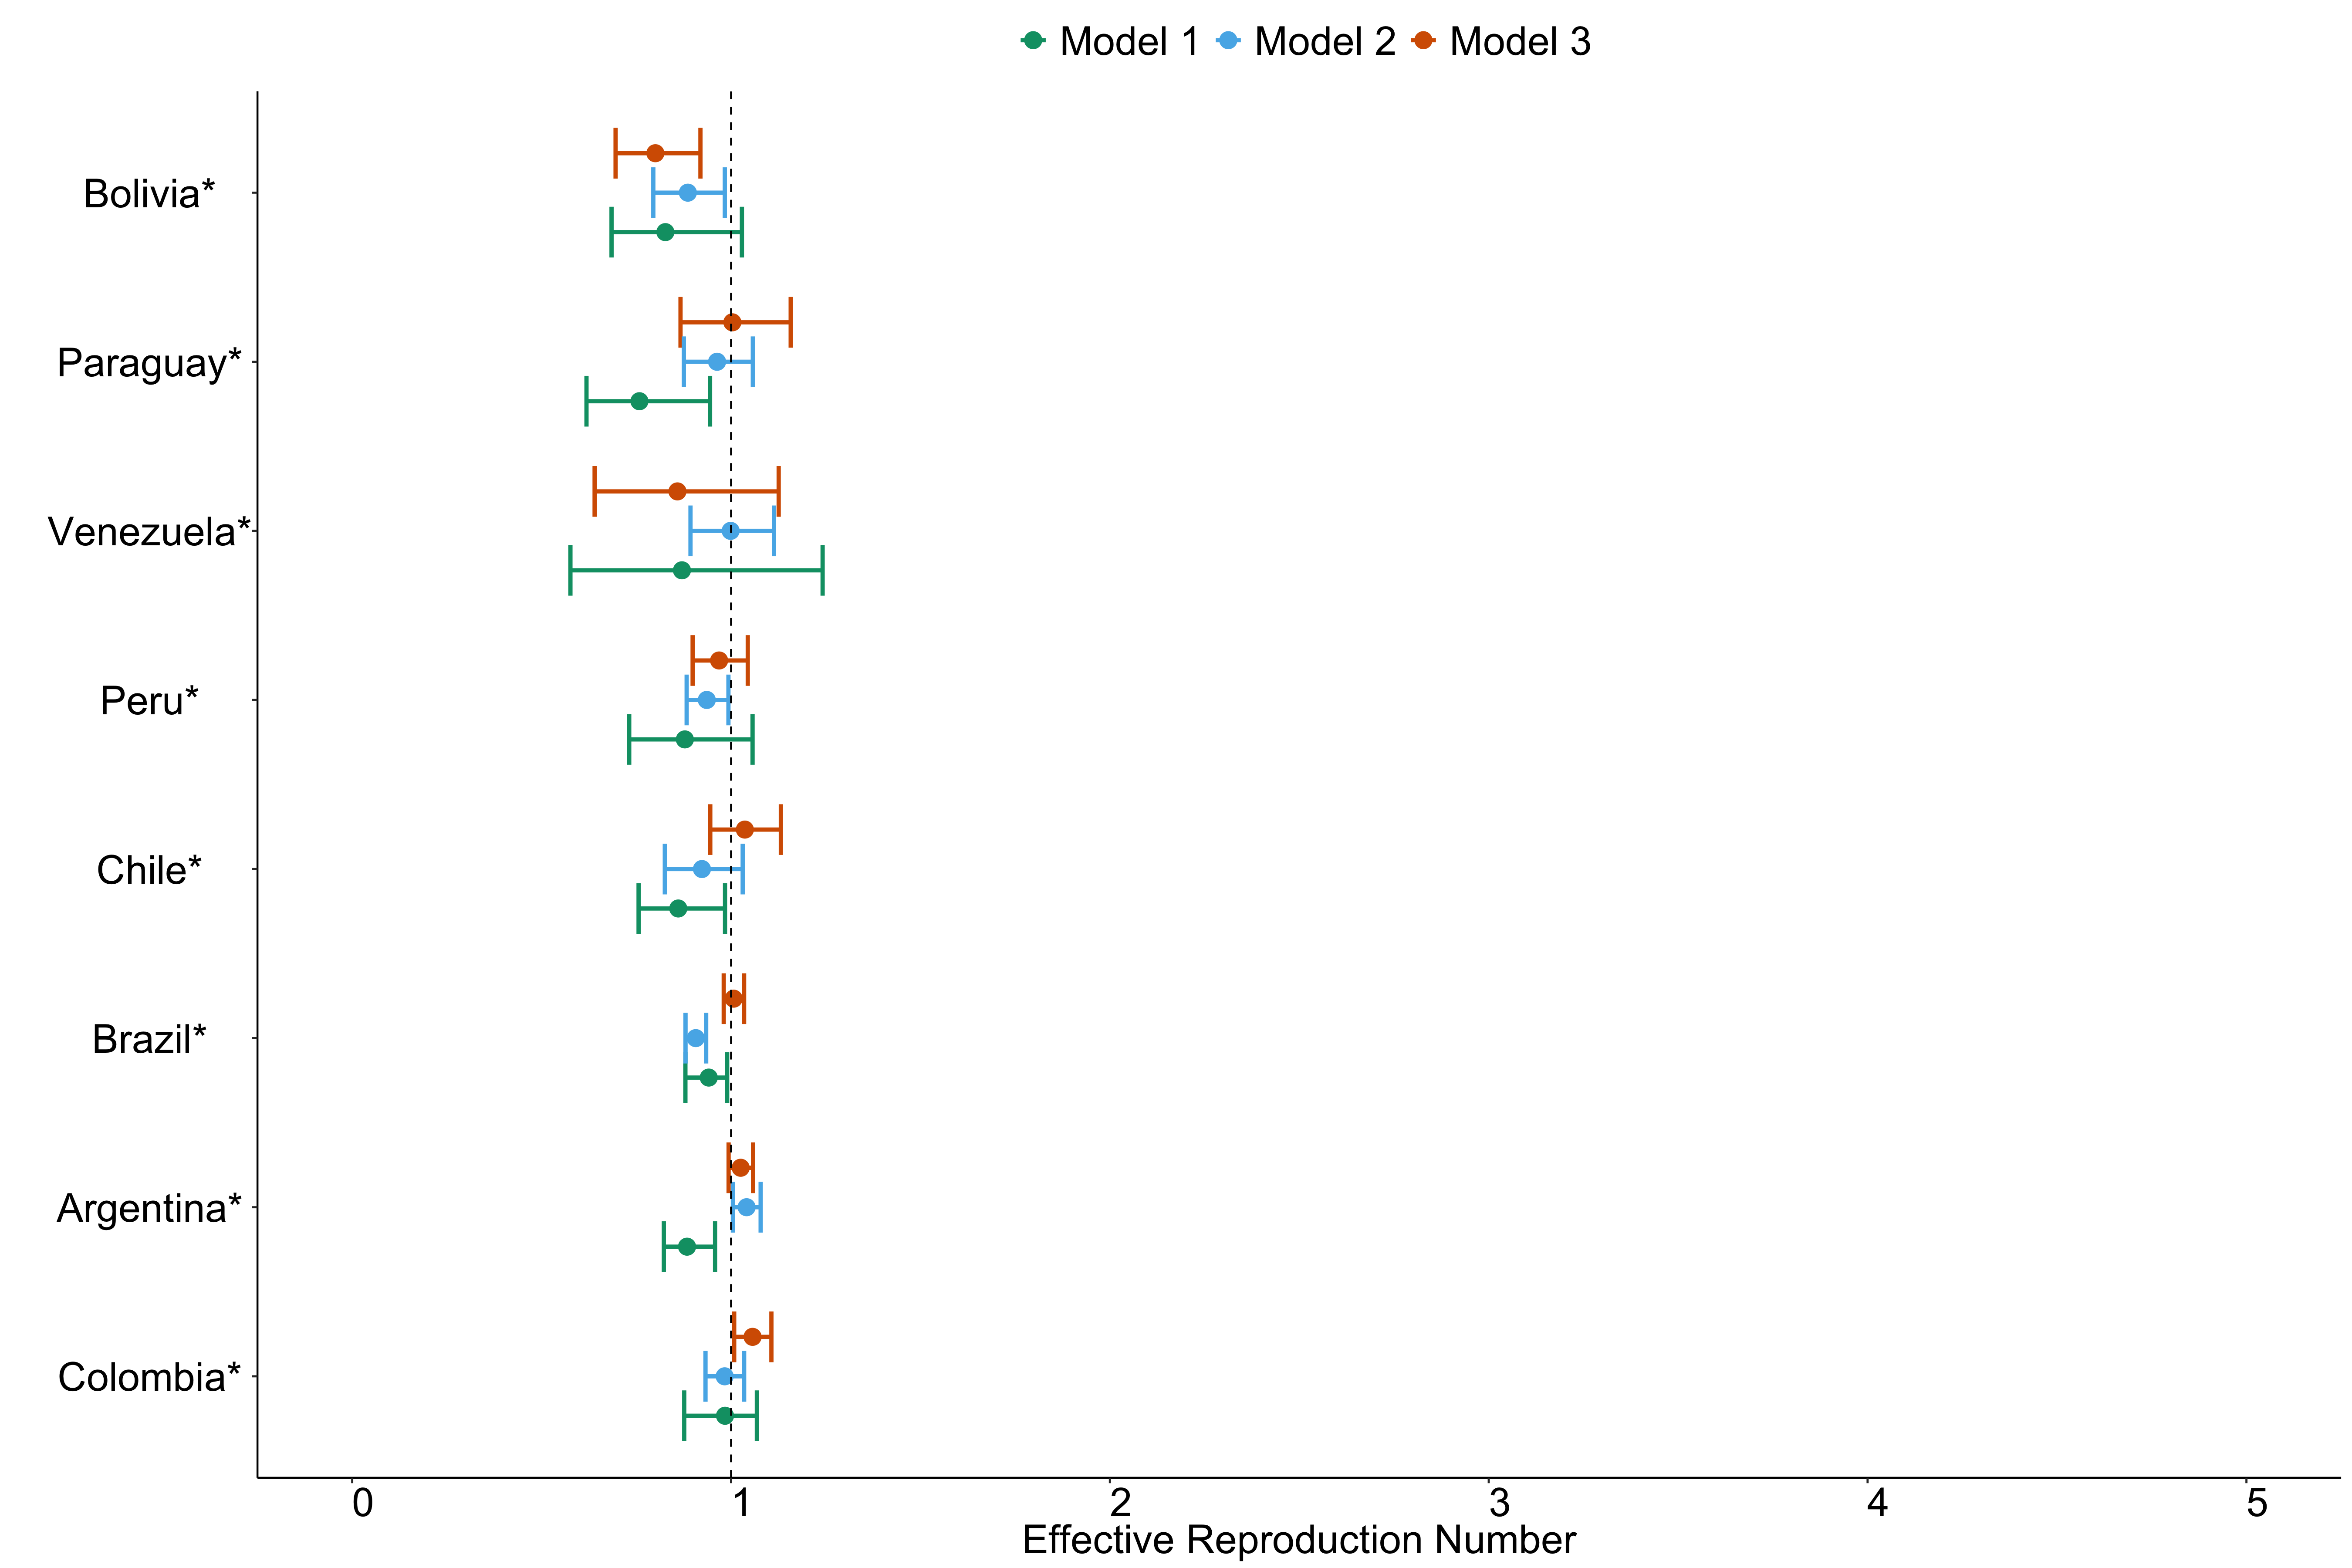 Model 1 Model 2 Model 3
Bolivia*
Paraguay*
Venezuela*
Peru*
Chile*
Brazil*
Argentina*
Colombia*
0 1 2 3 4 5
Effective Reproduction Number